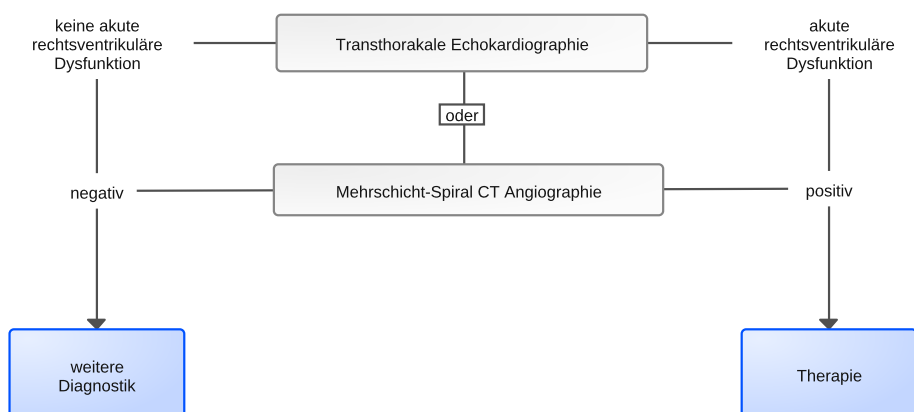 keine akute
rechtsventrikuläre
Dysfunktion
Transthorakale Echokardiographie
akute
rechtsventrikuläre
Dysfunktion
oder
negativ
Mehrschicht-Spiral CT Angiographie
positiv
weitere
Diagnostik
Therapie